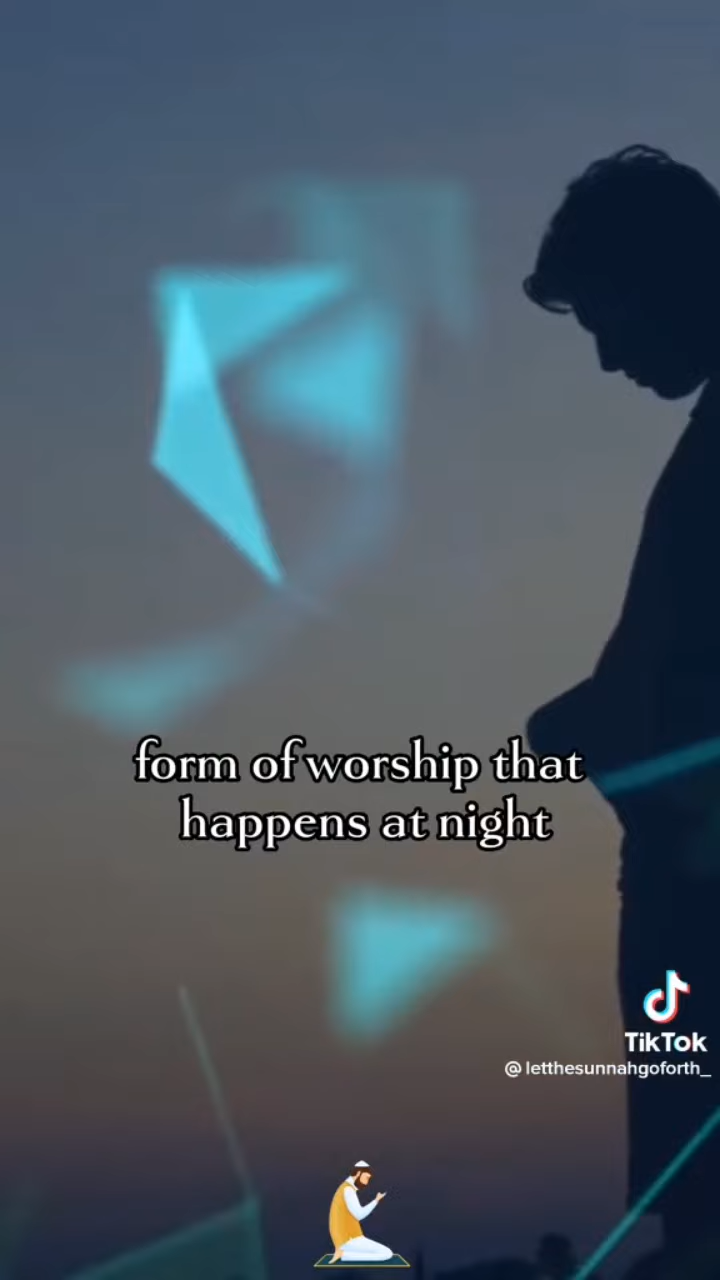 form of worship that
happens at night
TikTok
@letthesunnahgoforth_